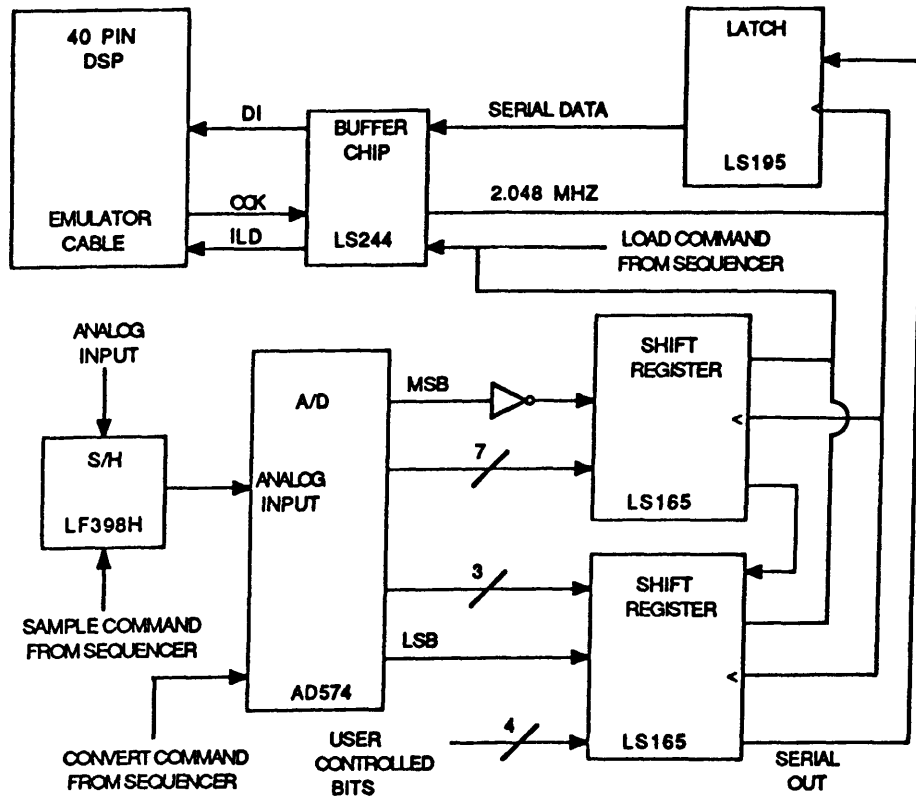 40 PIN
DSP
EMULATOR
CABLE
DI
CCK
ILD
BUFFER
CHIP
LS244
SERIAL DATA
2.048 MHZ
LATCH
LS195
LOAD COMMAND
FROM SEQUENCER
ANALOG
INPUT
S/H
LF398H
SAMPLE COMMAND
FROM SEQUENCER
CONVERT COMMAND
FROM SEQUENCER
A/D
ANALOG
INPUT
AD574
MSB
7
3
LSB
4
USER
CONTROLLED
BITS
SHIFT
REGISTER
<
LS165
SHIFT
REGISTER
<
LS165
SERIAL
OUT